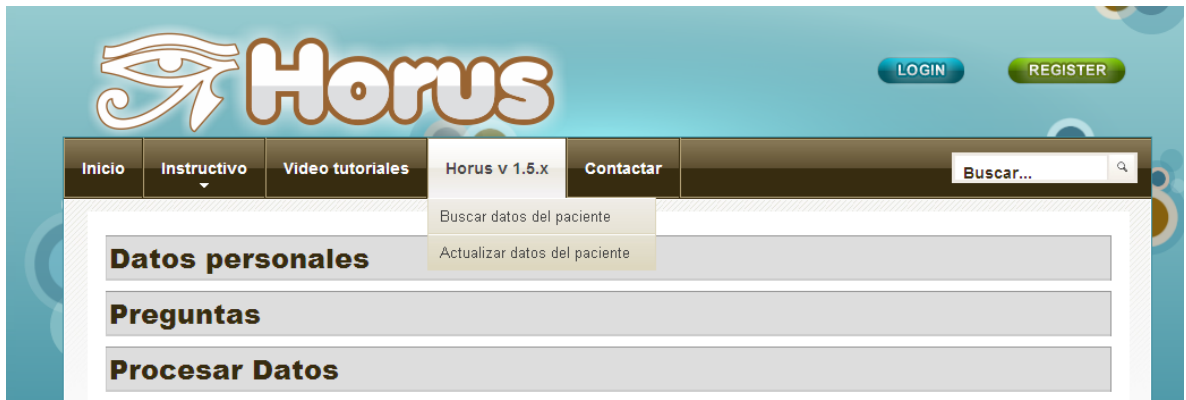 Horus
LOGIN
REGISTER
Inicio
Instructivo
Video tutoriales
Horus v 1.5.x
Contactar
Buscar...
Buscar datos del paciente
Actualizar datos del paciente
Datos personales
Preguntas
Procesar Datos